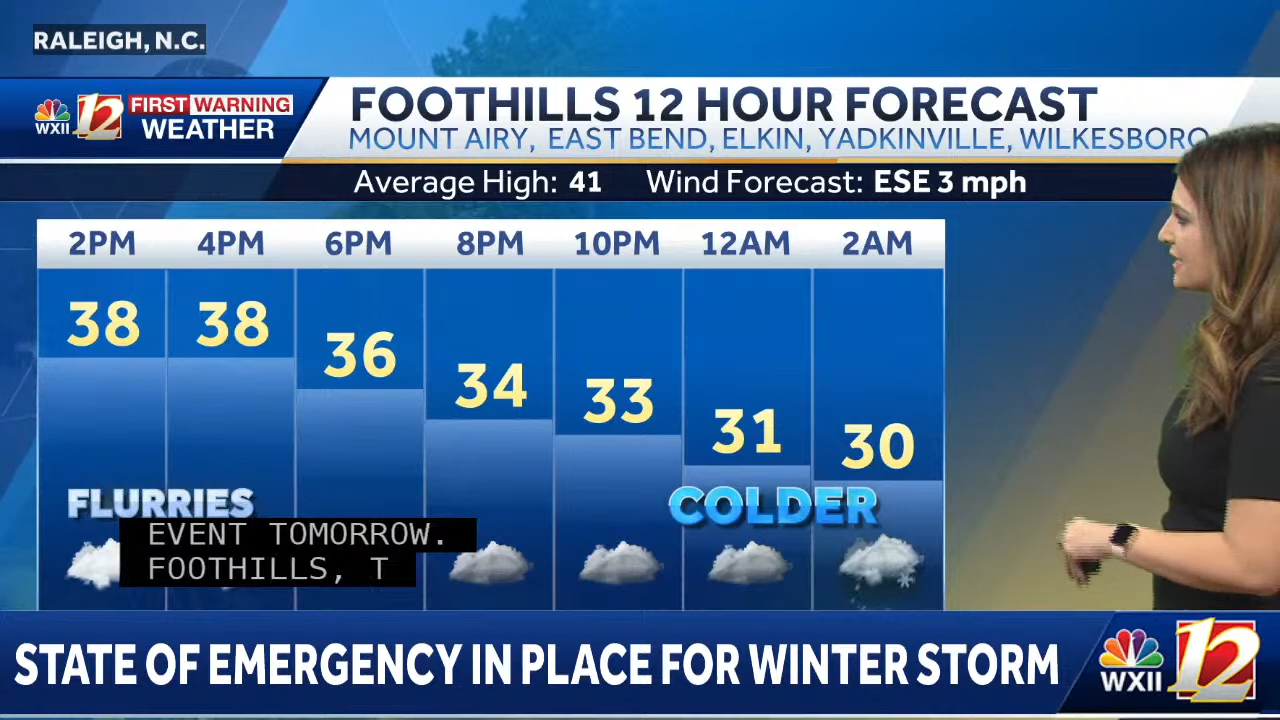 RALEIGH, N.C.
WXII 12 FIRST WARNING
WEATHER
FOOTHILLS 12 HOUR FORECAST
MOUNT AIRY, EAST BEND, ELKIN, YADKINVILLE, WILKESBORO
Average High: 41 Wind Forecast: ESE 3 mph
2PM 4PM 6PM 8PM 10PM 12AM 2AM
38 38 36 34 33 31 30
FLURRIES COLDER
EVENT TOMORROW.
FOOTHILLS, T
STATE OF EMERGENCY IN PLACE FOR WINTER STORM
WXII 12